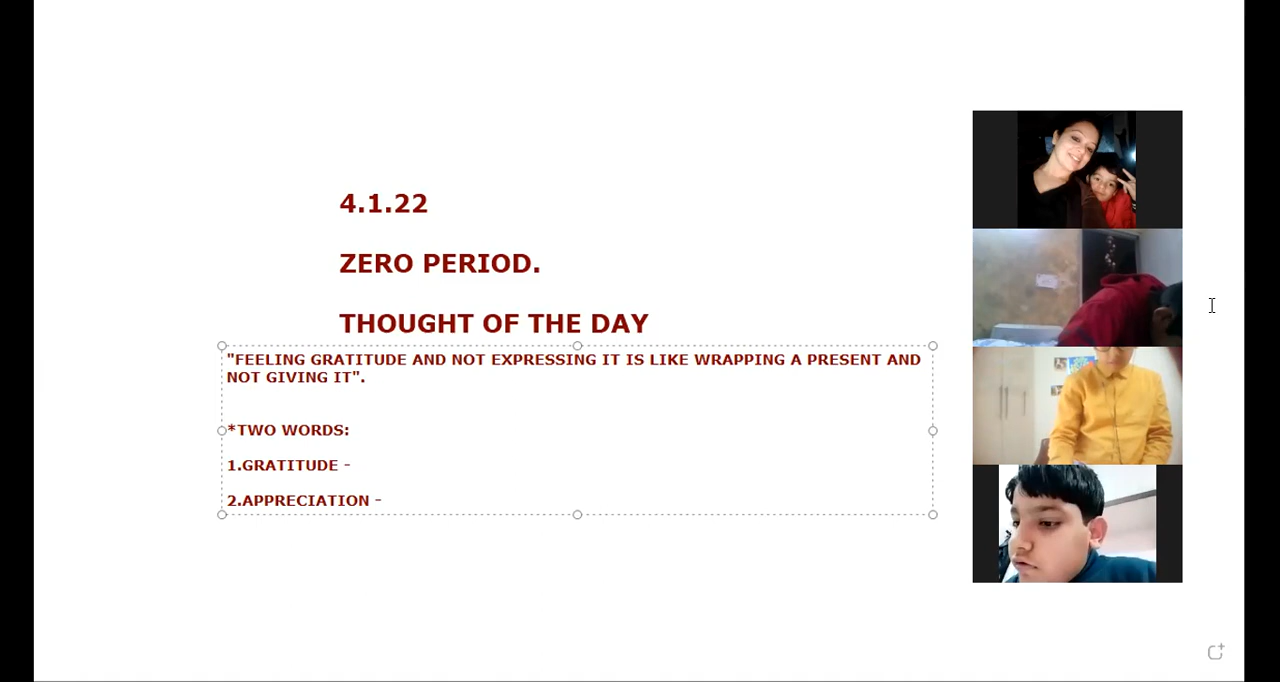 4.1.22
ZERO PERIOD.
THOUGHT OF THE DAY
"FEELING GRATITUDE AND NOT EXPRESSING IT IS LIKE WRAPPING A PRESENT AND
NOT GIVING IT".
*TWO WORDS:
1.GRATITUDE -
2.APPRECIATION -